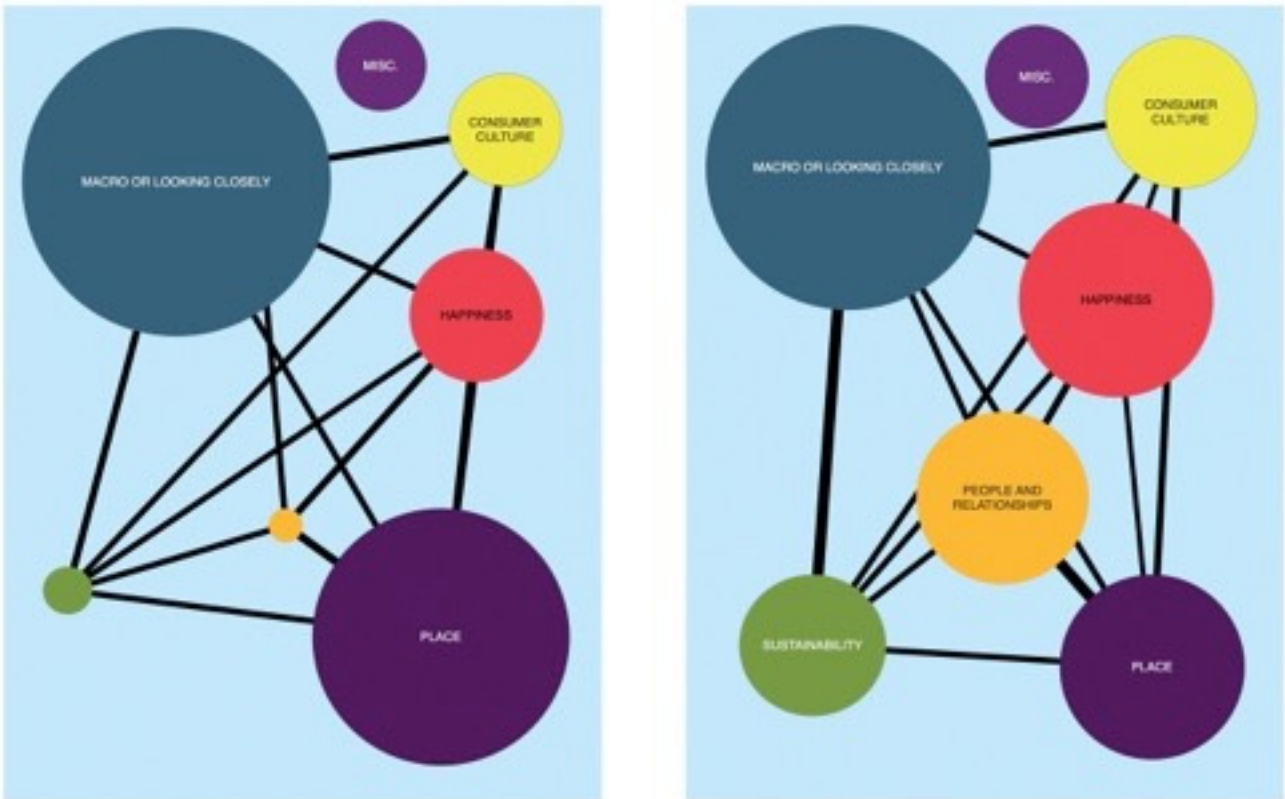 MISC.
CONSUMER
CULTURE
MACRO OR LOOKING CLOSELY
HAPPINESS
PLACE
MISC.
CONSUMER
CULTURE
MACRO OR LOOKING CLOSELY
HAPPINESS
PEOPLE AND
RELATIONSHIPS
SUSTAINABILITY
PLACE